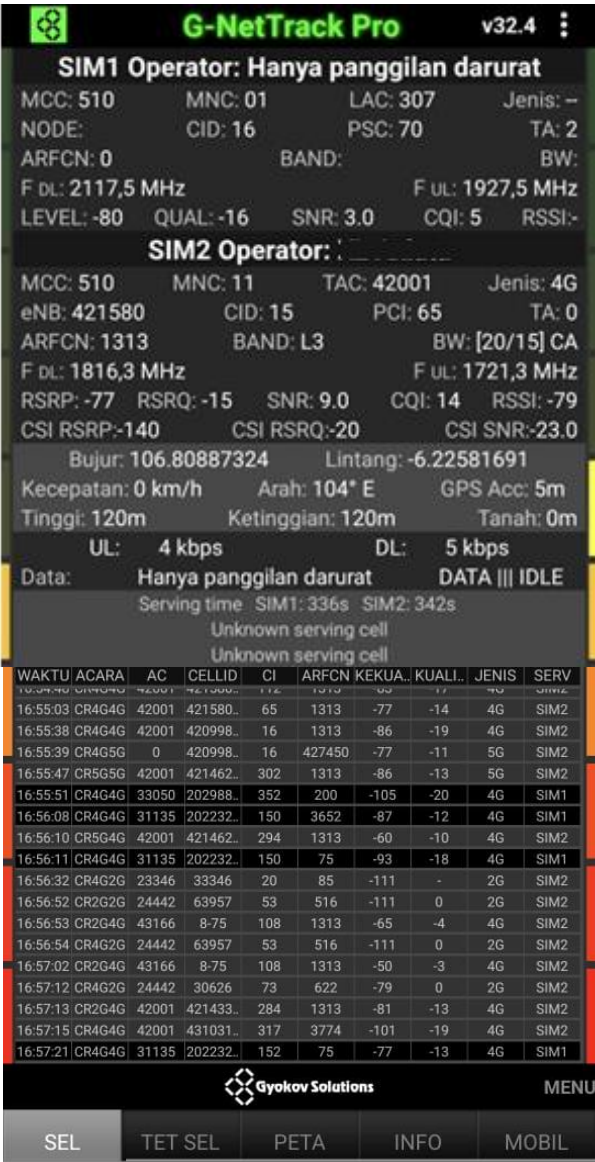 G-NetTrack Pro v32.4
SIM1 Operator: Hanya panggilan darurat
MCC: 510 MNC: 01 LAC: 307 Jenis: –
NODE: CID: 16 PSC: 70 TA: 2
ARFCN: 0 BAND: BW:
F DL: 2117,5 MHz F UL: 1927,5 MHz
LEVEL: -80 QUAL: -16 SNR: 3.0 CQI: 5 RSSI:-
SIM2 Operator:
MCC: 510 MNC: 11 TAC: 42001 Jenis: 4G
eNB: 421580 CID: 15 PCI: 65 TA: 0
ARFCN: 1313 BAND: L3 BW: [20/15] CA
F DL: 1816,3 MHz F UL: 1721,3 MHz
RSRP: -77 RSRQ: -15 SNR: 9.0 CQI: 14 RSSI: -79
CSI RSRP:-140 CSI RSRQ:-20 CSI SNR:-23.0
Bujur: 106.80887324 Lintang: -6.22581691
Kecepatan: 0 km/h Arah: 104° E GPS Acc: 5m
Tinggi: 120m Ketinggian: 120m Tanah: 0m
UL: 4 kbps DL: 5 kbps
Data: Hanya panggilan darurat DATA ||| IDLE
Serving time SIM1: 336s SIM2: 342s
Unknown serving cell
Unknown serving cell
WAKTU ACARA AC CELLID CI ARFCN KEKUA.. KUALI.. JENIS SERV
16:55:03 CR4G4G 42001 421580.. 65 1313 -77 -14 4G SIM2
16:55:38 CR4G4G 42001 420998.. 16 1313 -86 -19 4G SIM2
16:55:39 CR4G5G 0 420998.. 16 427450 -77 -11 5G SIM2
16:55:47 CR5G5G 42001 421462.. 302 1313 -86 -13 5G SIM2
16:55:51 CR4G4G 33050 202988.. 352 200 -105 -20 4G SIM1
16:56:08 CR4G4G 31135 202232.. 150 3652 -87 -12 4G SIM1
16:56:10 CR5G4G 42001 421462.. 294 1313 -60 -10 4G SIM2
16:56:11 CR4G4G 31135 202232.. 150 75 -93 -18 4G SIM1
16:56:32 CR4G2G 23346 33346 20 85 -111 - 2G SIM2
16:56:52 CR2G2G 24442 63957 53 516 -111 0 2G SIM2
16:56:53 CR2G4G 43166 8-75 108 1313 -65 -4 4G SIM2
16:56:54 CR4G2G 24442 63957 53 516 -111 0 2G SIM2
16:57:02 CR2G4G 43166 8-75 108 1313 -50 -3 4G SIM2
16:57:12 CR4G2G 24442 30626 73 622 -79 0 2G SIM2
16:57:13 CR2G4G 42001 421433.. 284 1313 -81 -13 4G SIM2
16:57:15 CR4G4G 42001 431031.. 317 3774 -101 -19 4G SIM2
16:57:21 CR4G4G 31135 202232.. 152 75 -77 -13 4G SIM1
Gyokov Solutions MENU
SEL TET SEL PETA INFO MOBIL